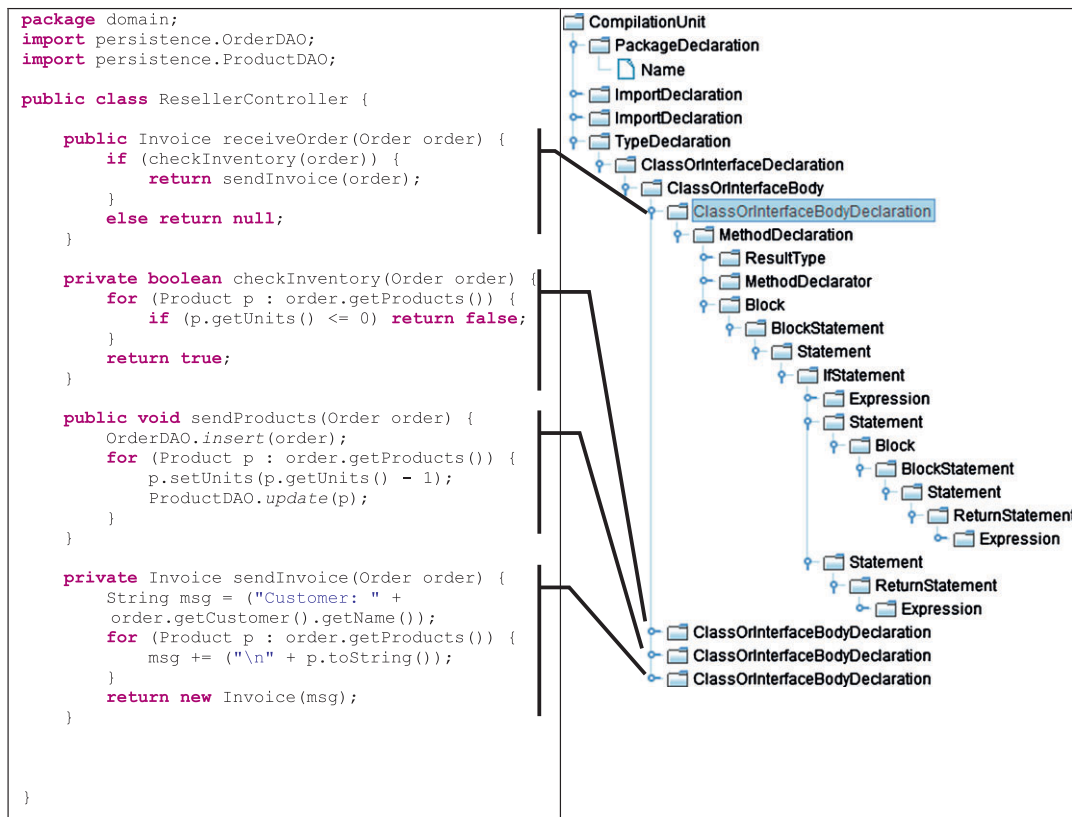 package domain;
import persistence.OrderDAO;
import persistence.ProductDAO;
public class ResellerController {
public Invoice receiveOrder(Order order) {
if (checkInventory(order)) {
return sendInvoice(order);
}
else return null;
}
private boolean checkInventory(Order order) {
for (Product p : order.getProducts()) {
if (p.getUnits() <= 0) return false;
}
return true;
}
public void sendProducts(Order order) {
OrderDAO.insert(order);
for (Product p : order.getProducts()) {
p.setUnits(p.getUnits() - 1);
ProductDAO.update(p);
}
}
private Invoice sendInvoice(Order order) {
String msg = ("Customer: " +
order.getCustomer().getName());
for (Product p : order.getProducts()) {
msg += ("\n" + p.toString());
}
return new Invoice(msg);
}
}
CompilationUnit
PackageDeclaration
Name
ImportDeclaration
ImportDeclaration
TypeDeclaration
ClassOrInterfaceDeclaration
ClassOrInterfaceBody
ClassOrInterfaceBodyDeclaration
MethodDeclaration
ResultType
MethodDeclarator
Block
BlockStatement
Statement
IfStatement
Expression
Statement
Block
BlockStatement
Statement
ReturnStatement
Expression
Statement
ReturnStatement
Expression
ClassOrInterfaceBodyDeclaration
ClassOrInterfaceBodyDeclaration
ClassOrInterfaceBodyDeclaration